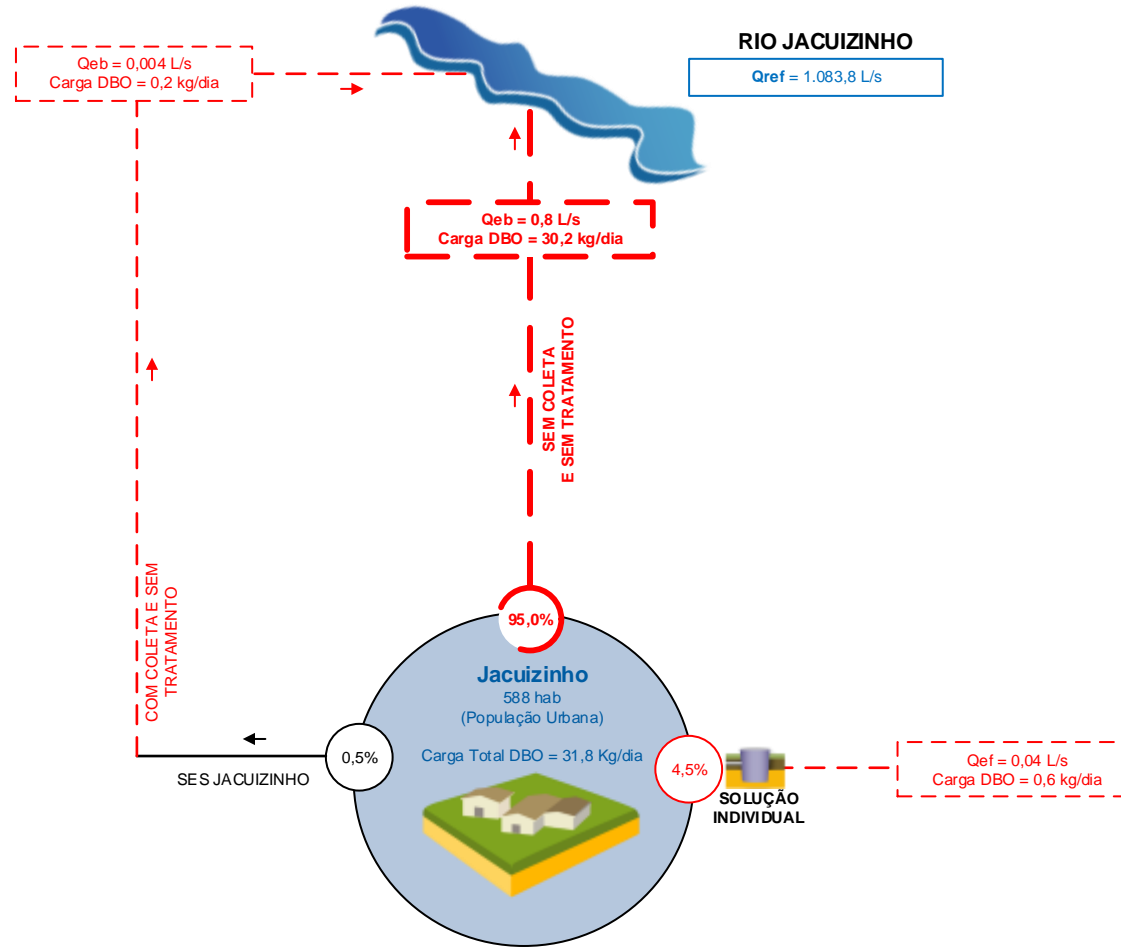 RIO JACUIZINHO
Qref = 1.083,8 L/s
Qeb = 0,004 L/s
Carga DBO = 0,2 kg/dia
Qeb = 0,8 L/s
Carga DBO = 30,2 kg/dia
SEM COLETA
E SEM TRATAMENTO
COM COLETA E SEM
TRATAMENTO
95,0%
Jacuizinho
588 hab
(População Urbana)
Carga Total DBO = 31,8 Kg/dia
0,5%
SES JACUIZINHO
4,5%
SOLUÇÃO
INDIVIDUAL
Qef = 0,04 L/s
Carga DBO = 0,6 kg/dia